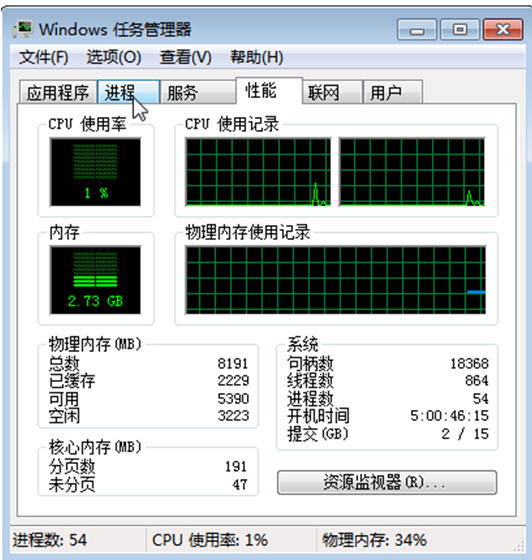 Windows 任务管理器
文件(F) 选项(O) 查看(V) 帮助(H)
应用程序 进程 服务 性能 联网 用户
CPU 使用率 CPU 使用记录
1 %
内存 物理内存使用记录
2.73 GB
物理内存(MB) 系统
总数 8191 句柄数 18368
已缓存 2229 线程数 864
可用 5390 进程数 54
空闲 3223 开机时间 5:00:46:15
提交(GB) 2 / 15
核心内存(MB)
分页数 191
未分页 47
资源监视器(R)...
进程数: 54 CPU 使用率: 1% 物理内存: 34%